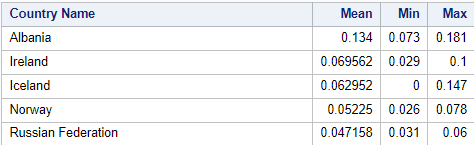 Country Name Mean Min Max
Albania 0.134 0.073 0.181
Ireland 0.069562 0.029 0.1
Iceland 0.062952 0 0.147
Norway 0.05225 0.026 0.078
Russian Federation 0.047158 0.031 0.06